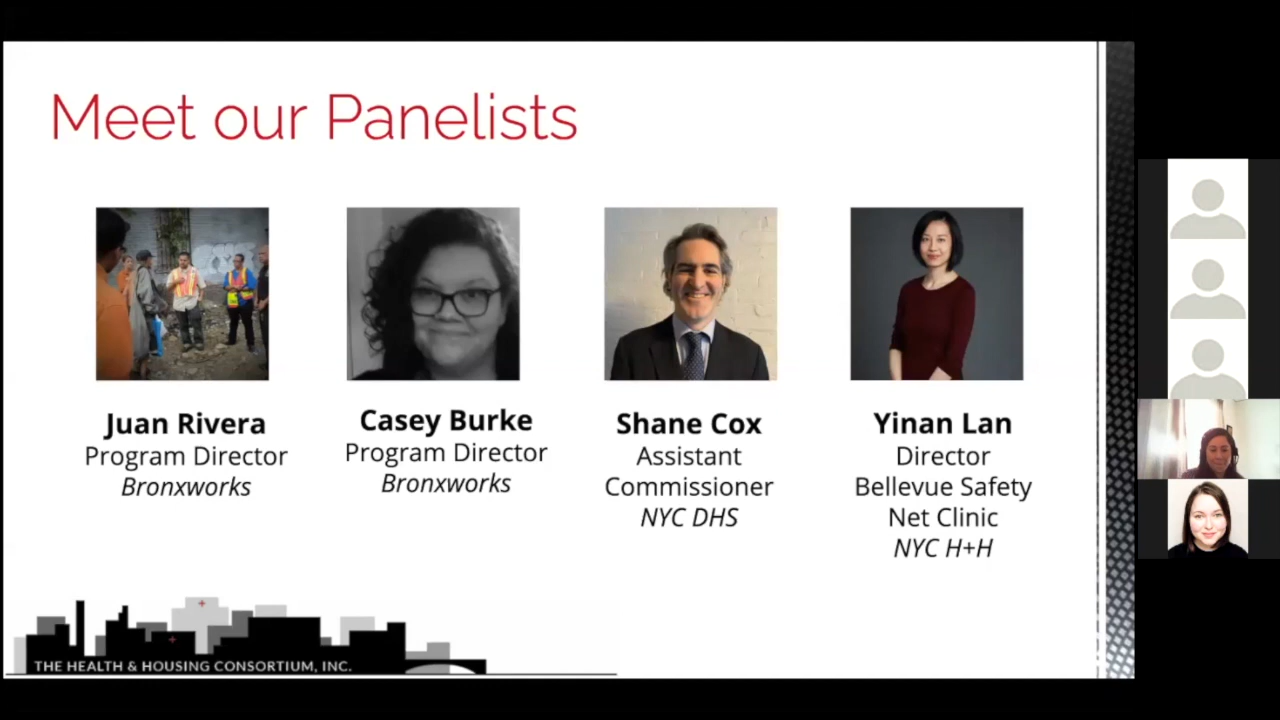 Meet our Panelists
Juan Rivera
Program Director
Bronxworks
Casey Burke
Program Director
Bronxworks
Shane Cox
Assistant
Commissioner
NYC DHS
Yinan Lan
Director
Bellevue Safety
Net Clinic
NYC H+H
THE HEALTH & HOUSING CONSORTIUM, INC.